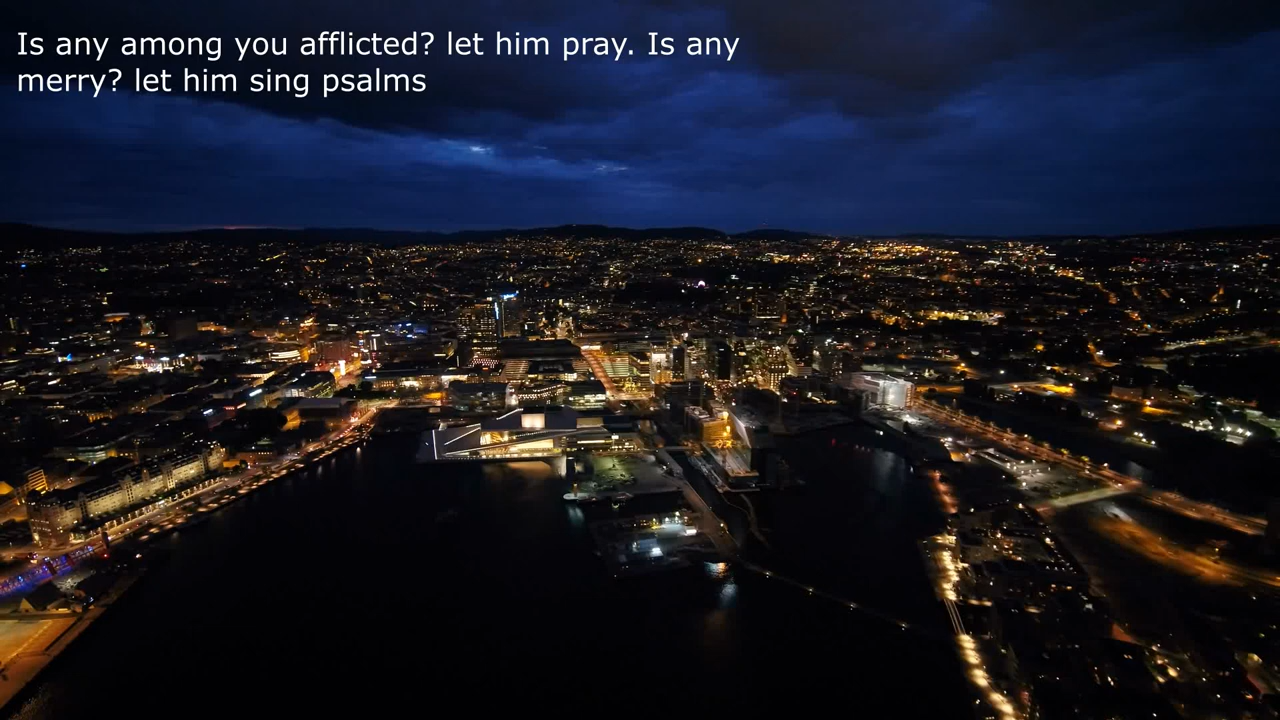 Is any among you afflicted? let him pray. Is any
merry? let him sing psalms